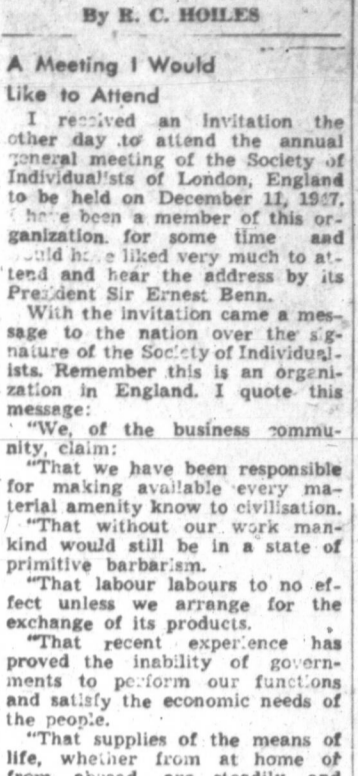 By R. C. HOILES
A Meeting I Would
Like to Attend
I received an invitation the
other day to attend the annual
general meeting of the Society of
Individualists of London, England
to be held on December 11, 1947.
I have been a member of this or-
ganization. for some time and
would have liked very much to at-
tend and hear the address by its
President Sir Ernest Benn.
With the invitation came a mes-
sage to the nation over the sig-
nature of the Society of Individual-
ists. Remember this is an organi-
zation in England. I quote this
message:
"We, of the business commu-
nity, claim:
"That we have been responsible
for making available every ma-
terial amenity know to civilisation.
"That without our work man-
kind would still be in a state of
primitive barbarism.
"That labour labours to no ef-
fect unless we arrange for the
exchange of its products.
"That recent experience has
proved the inability of govern-
ments to perform our functions
and satisfy the economic needs of
the people.
"That supplies of the means of
life, whether from at home or
from abroad, are steadily and